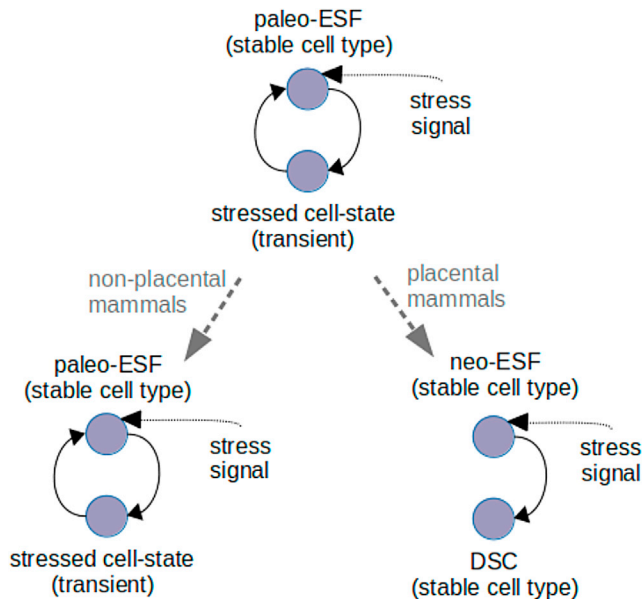 paleo-ESF
(stable cell type)
stress
signal
stressed cell-state
(transient)
non-placental
mammals
placental
mammals
paleo-ESF
(stable cell type)
stress
signal
stressed cell-state
(transient)
neo-ESF
(stable cell type)
stress
signal
DSC
(stable cell type)